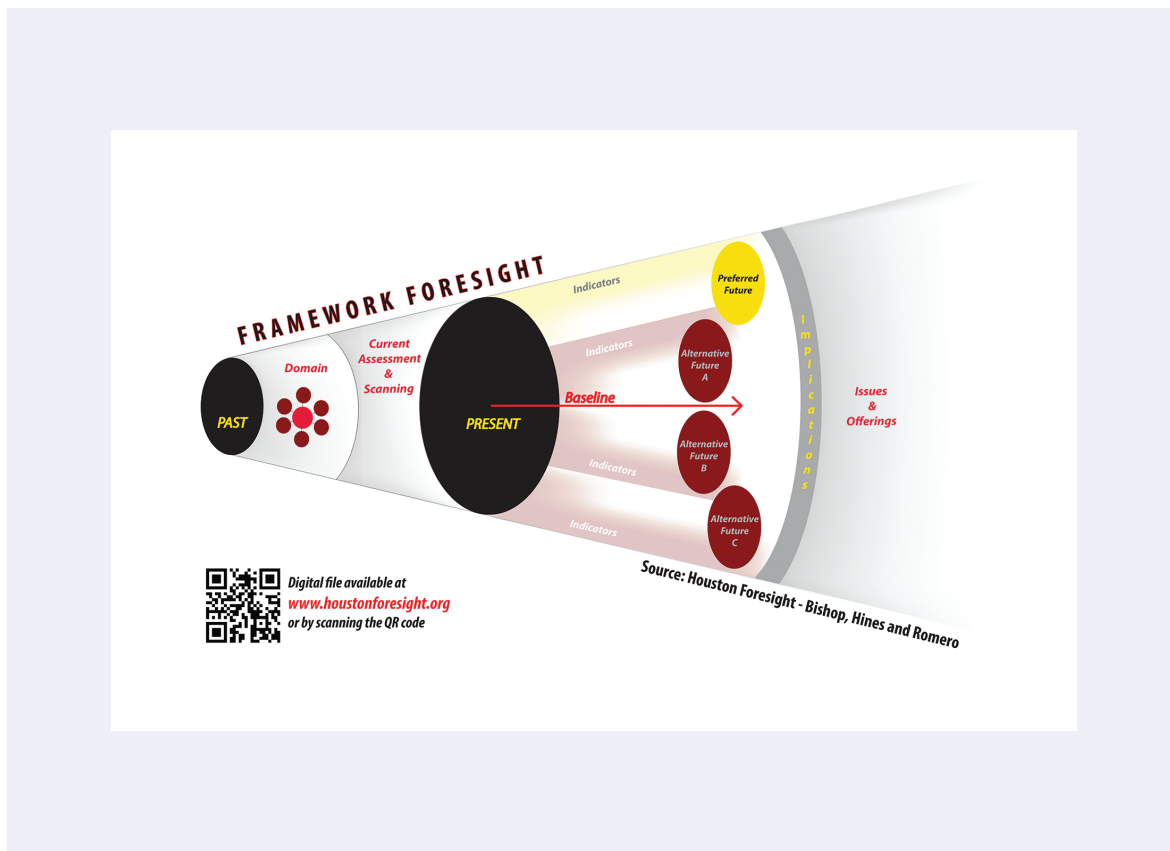 FRAMEWORK FORESIGHT
PAST
Domain
Current
Assessment
&
Scanning
PRESENT
Baseline
Indicators
Indicators
Indicators
Indicators
Preferred
Future
Alternative
Future
A
Alternative
Future
B
Alternative
Future
C
Implications
Issues
&
Offerings
Source: Houston Foresight - Bishop, Hines and Romero
Digital file available at
www.houstonforesight.org
or by scanning the QR code